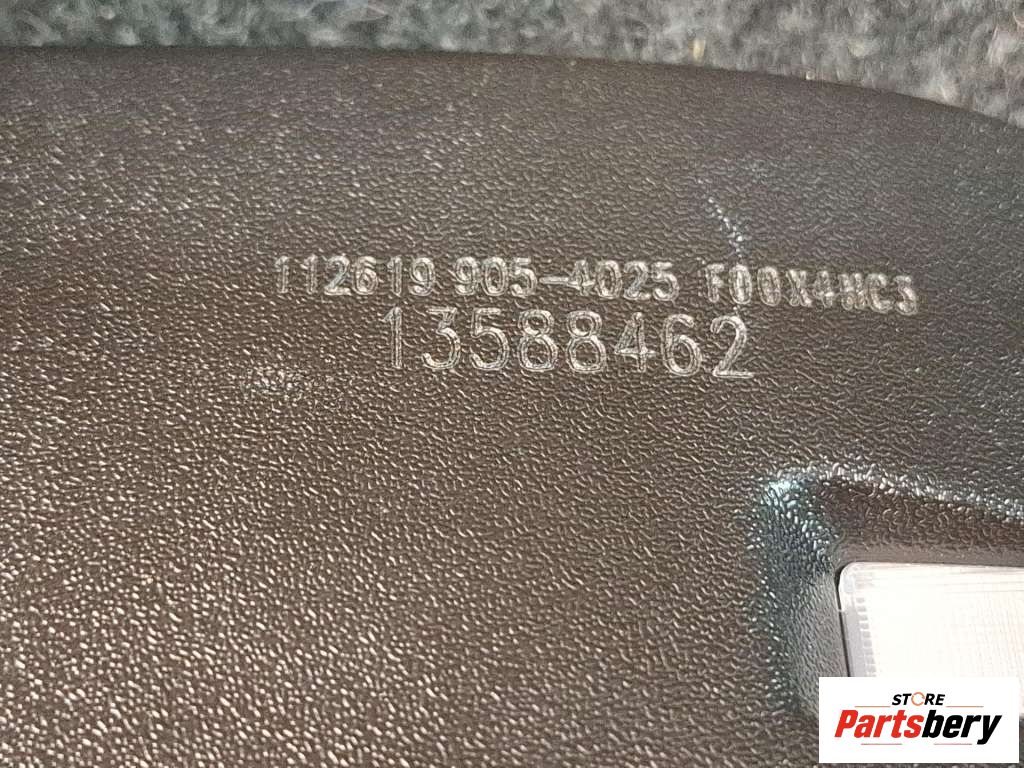 112619 905-4025 F00X4HC3
13588462
STORE
Partsbery